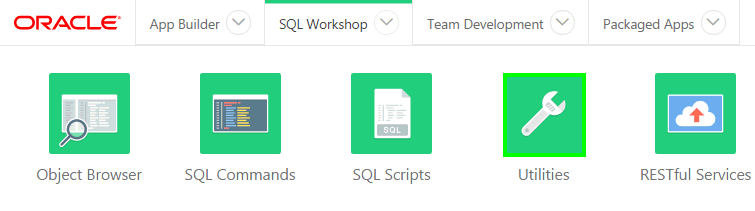 ORACLE
App Builder
SQL Workshop
Team Development
Packaged Apps
SQL
Object Browser
SQL Commands
SQL Scripts
Utilities
RESTful Services